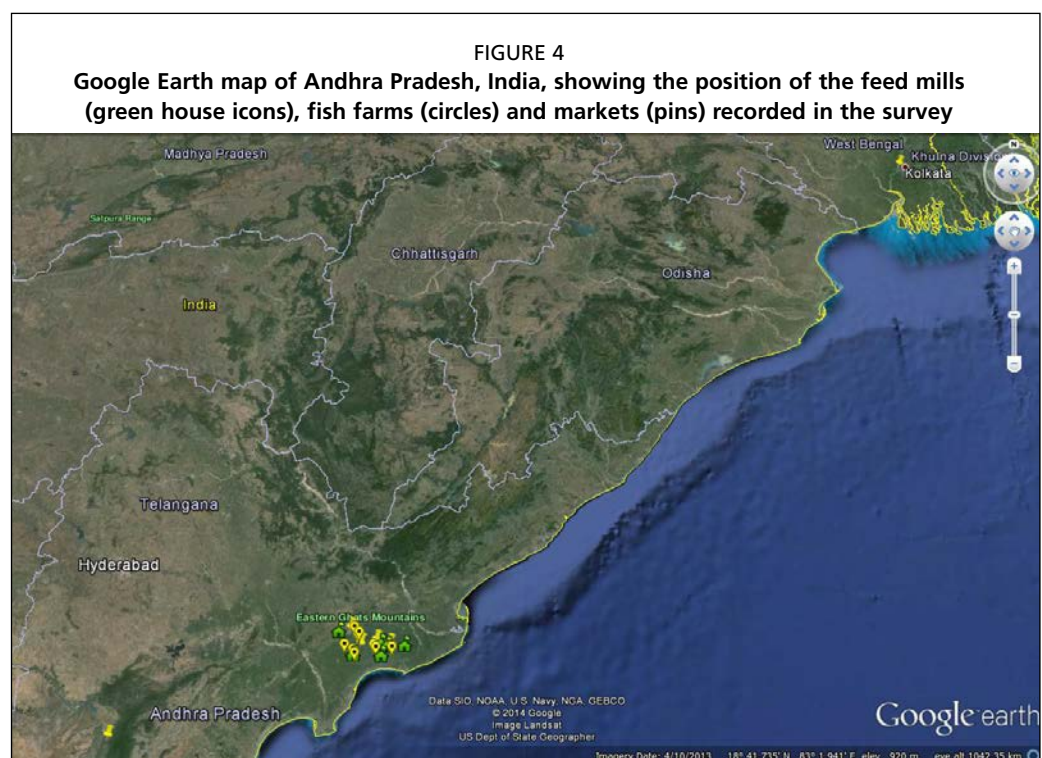 FIGURE 4
Google Earth map of Andhra Pradesh, India, showing the position of the feed mills
(green house icons), fish farms (circles) and markets (pins) recorded in the survey
West Bengal
Madhya Pradesh
Khulna Divisio
N
Kolkata
Satpura Range
Chhattisgarh
Odisha
India
Telangana
Hyderabad
Eastern Ghats Mountains
Data SIO, NOAA, U.S. Navy, NGA, GEBCO
© 2014 Google
Image Landsat
US Dept of State Geographer
Andhra Pradesh
Google earth
Imagery Date: 4/10/2013 18° 41.735' N 83° 1.941' E elev 920 m eye alt 1042.35 km